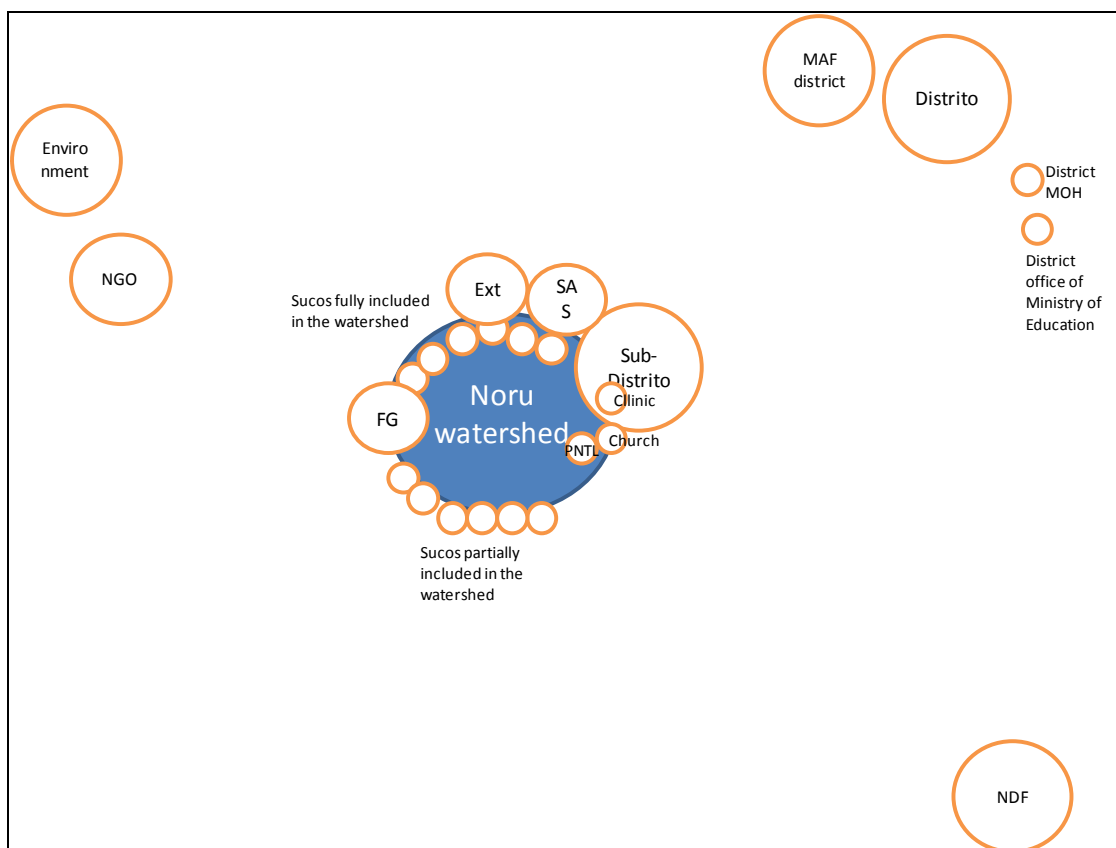 MAF
district
Distrito
Enviro
nment
District
MOH
NGO
District
office of
Ministry of
Education
Ext
SA
S
Sucos fully included
in the watershed
Sub-
Distrito
Cllinic
Noru
watershed
FG
Church
PNTL
Sucos partially
included in the
watershed
NDF